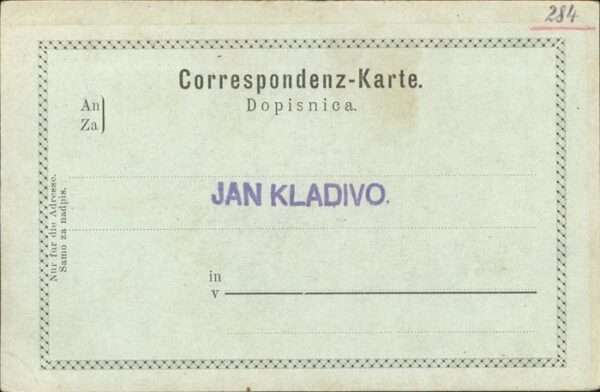 284
Correspondenz-Karte.
Dopisnica.
An
Za
JAN KLADIVO.
Nur für die Adresse.
Samo za nadpis.
in
v